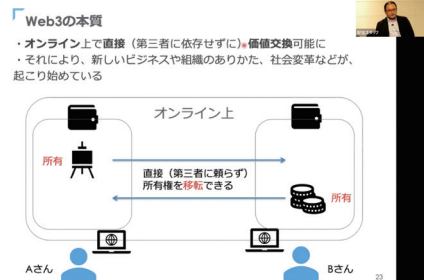 Web3の本質
・オンライン上で直接（第三者に依存せずに）価値交換可能に
・それにより、新しいビジネスや組織のありかた、社会変革などが、
起こり始めている
オンライン上
所有
直接（第三者に頼らず）
所有権を移転できる
所有
Aさん
Bさん
23